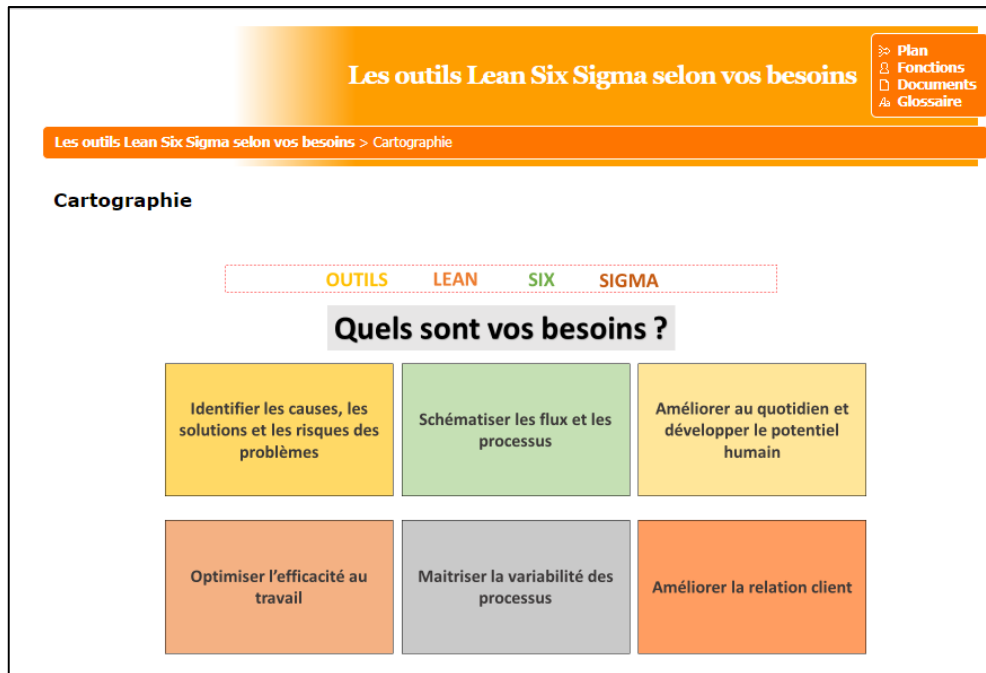 Les outils Lean Six Sigma selon vos besoins
Plan
Fonctions
Documents
Glossaire
Les outils Lean Six Sigma selon vos besoins > Cartographie
Cartographie
OUTILS LEAN SIX SIGMA
Quels sont vos besoins ?
Identifier les causes, les
solutions et les risques des
problèmes
Schématiser les flux et les
processus
Améliorer au quotidien et
développer le potentiel
humain
Optimiser l’efficacité au
travail
Maitriser la variabilité des
processus
Améliorer la relation client